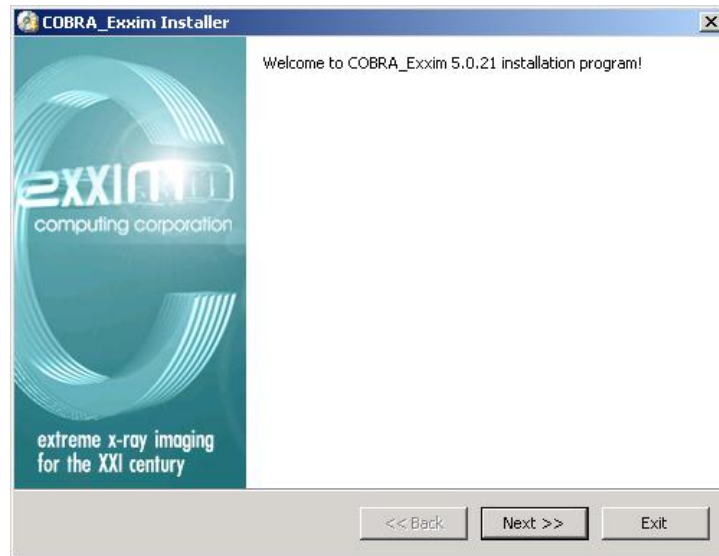 COBRA_Exxim Installer
Welcome to COBRA_Exxim 5.0.21 installation program!
exxim
computing corporation
extreme x-ray imaging
for the XXI century
<< Back
Next >>
Exit